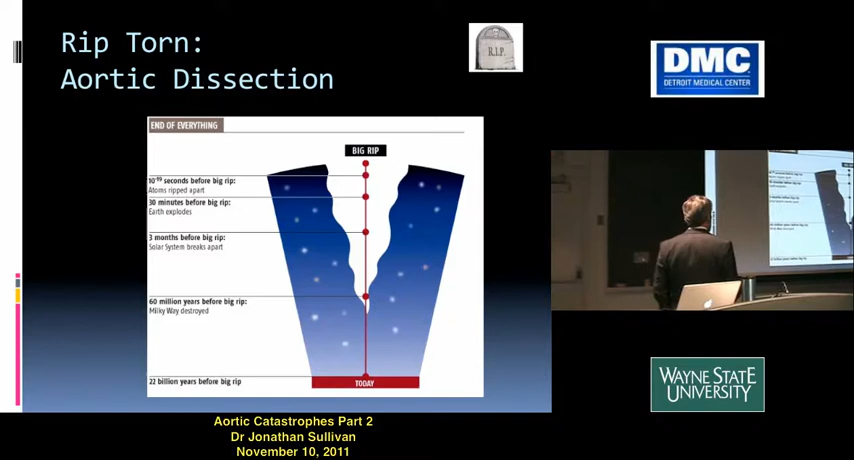 Rip Torn:
Aortic Dissection
R.I.P.
DMC
DETROIT MEDICAL CENTER
END OF EVERYTHING
BIG RIP
10⁻¹⁹ seconds before big rip:
Atoms ripped apart
30 minutes before big rip:
Earth explodes
3 months before big rip:
Solar System breaks apart
60 million years before big rip:
Milky Way destroyed
22 billion years before big rip
TODAY
WAYNE STATE
UNIVERSITY
Aortic Catastrophes Part 2
Dr Jonathan Sullivan
November 10, 2011